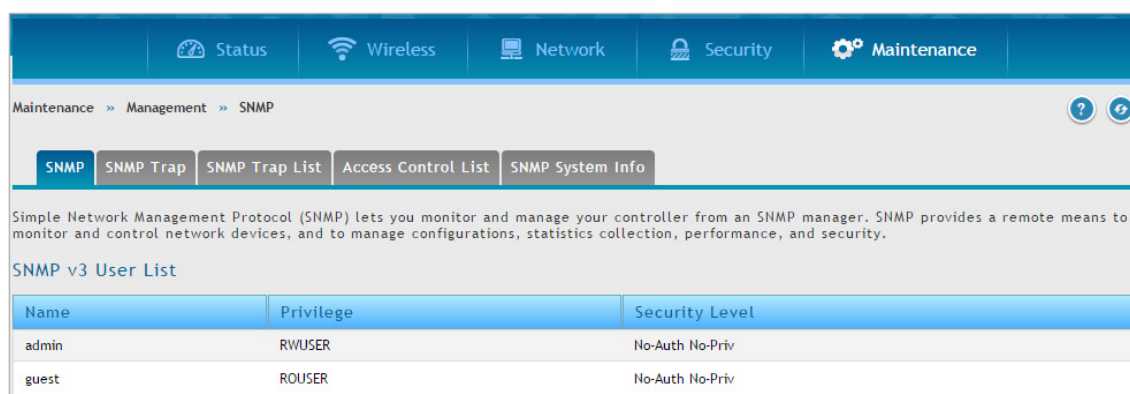 Status Wireless Network Security Maintenance
Maintenance » Management » SNMP ?
SNMP SNMP Trap SNMP Trap List Access Control List SNMP System Info
Simple Network Management Protocol (SNMP) lets you monitor and manage your controller from an SNMP manager. SNMP provides a remote means to
monitor and control network devices, and to manage configurations, statistics collection, performance, and security.
SNMP v3 User List
Name Privilege Security Level
admin RWUSER No-Auth No-Priv
guest ROUSER No-Auth No-Priv